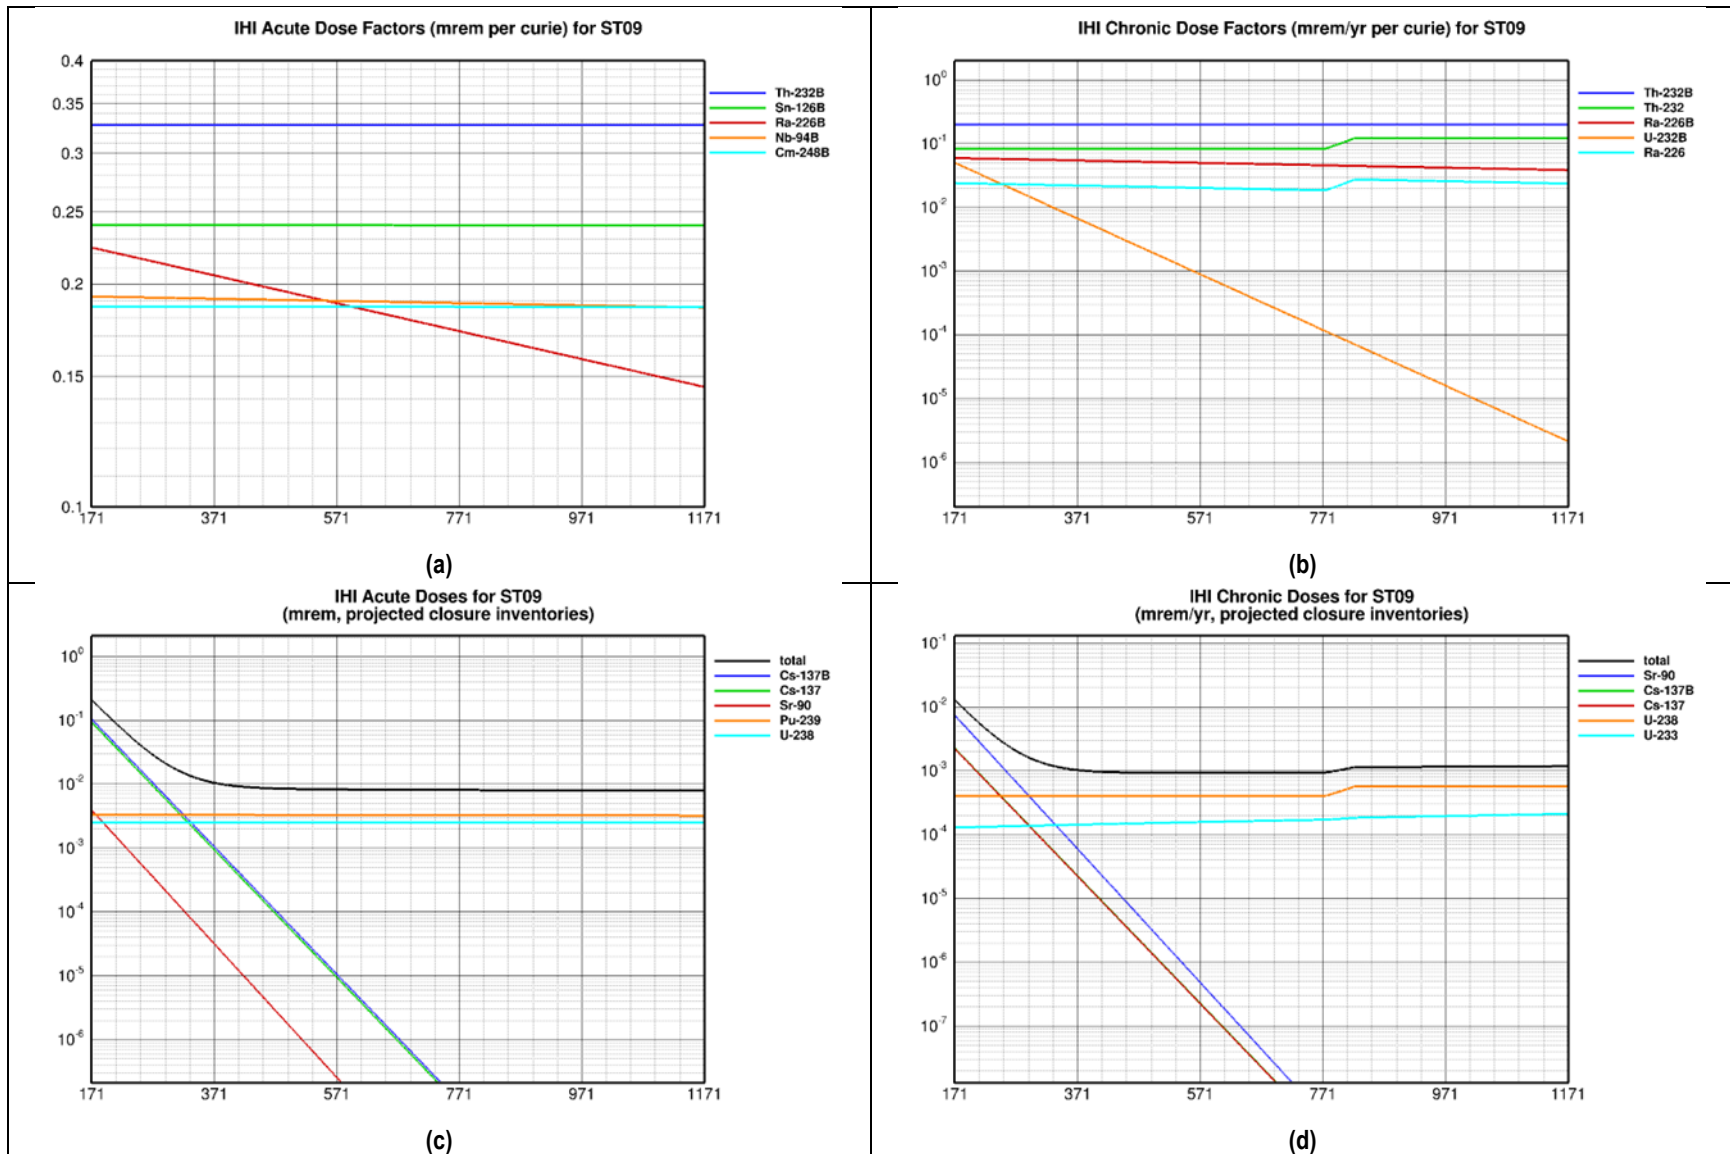 IHI Acute Dose Factors (mrem per curie) for ST09
0.4
0.35
0.3
0.25
0.2
0.15
0.1
171 371 571 771 971 1171
Th-232B
Sn-126B
Ra-226B
Nb-94B
Cm-248B
(a)
IHI Chronic Dose Factors (mrem/yr per curie) for ST09
10^0
10^-1
10^-2
10^-3
10^-4
10^-5
10^-6
171 371 571 771 971 1171
Th-232B
Th-232
Ra-226B
U-232B
Ra-226
(b)
IHI Acute Doses for ST09
(mrem, projected closure inventories)
10^0
10^-1
10^-2
10^-3
10^-4
10^-5
10^-6
171 371 571 771 971 1171
total
Cs-137B
Cs-137
Sr-90
Pu-239
U-238
(c)
IHI Chronic Doses for ST09
(mrem/yr, projected closure inventories)
10^-1
10^-2
10^-3
10^-4
10^-5
10^-6
10^-7
171 371 571 771 971 1171
total
Sr-90
Cs-137B
Cs-137
U-238
U-233
(d)